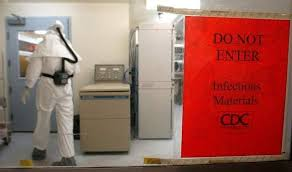 DO NOT
ENTER
Infectious
Materials
CDC